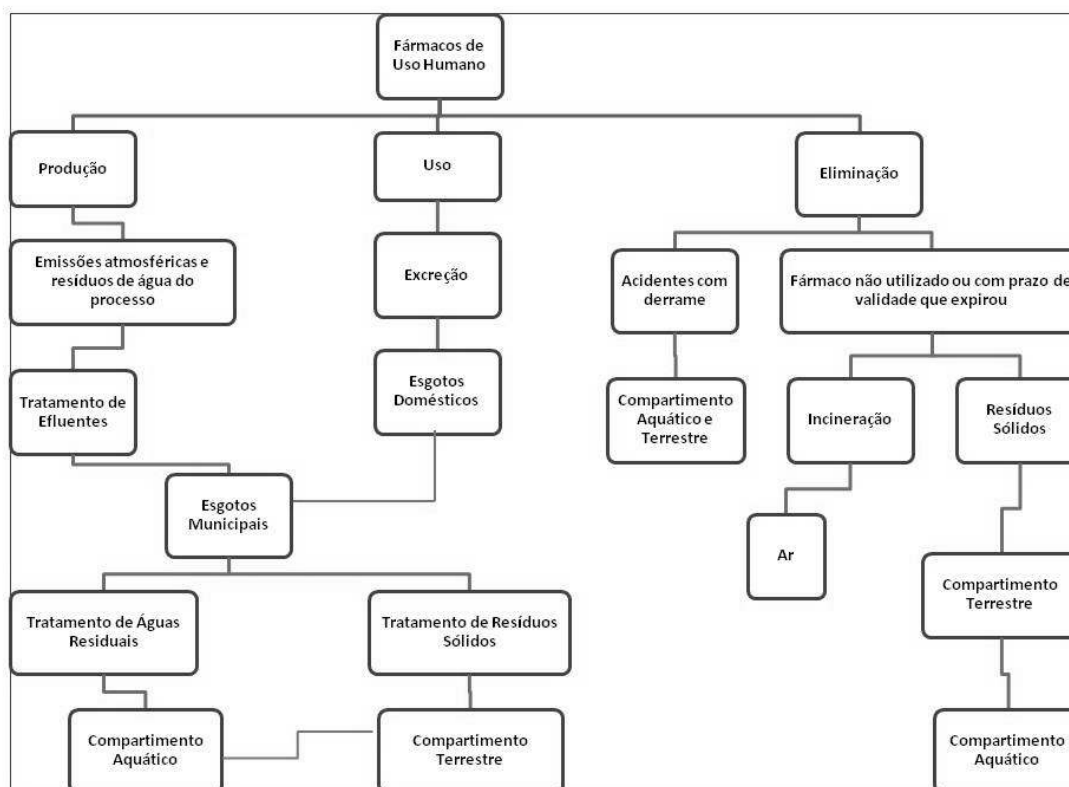 Fármacos de
Uso Humano
Produção
Uso
Eliminação
Emissões atmosféricas e
resíduos de água do
processo
Excreção
Acidentes com
derrame
Fármaco não utilizado ou com prazo de
validade que expirou
Tratamento de
Efluentes
Esgotos
Domésticos
Compartimento
Aquático e
Terrestre
Incineração
Resíduos
Sólidos
Esgotos
Municipais
Ar
Compartimento
Terrestre
Tratamento de Águas
Residuais
Tratamento de Resíduos
Sólidos
Compartimento
Aquático
Compartimento
Terrestre
Compartimento
Aquático